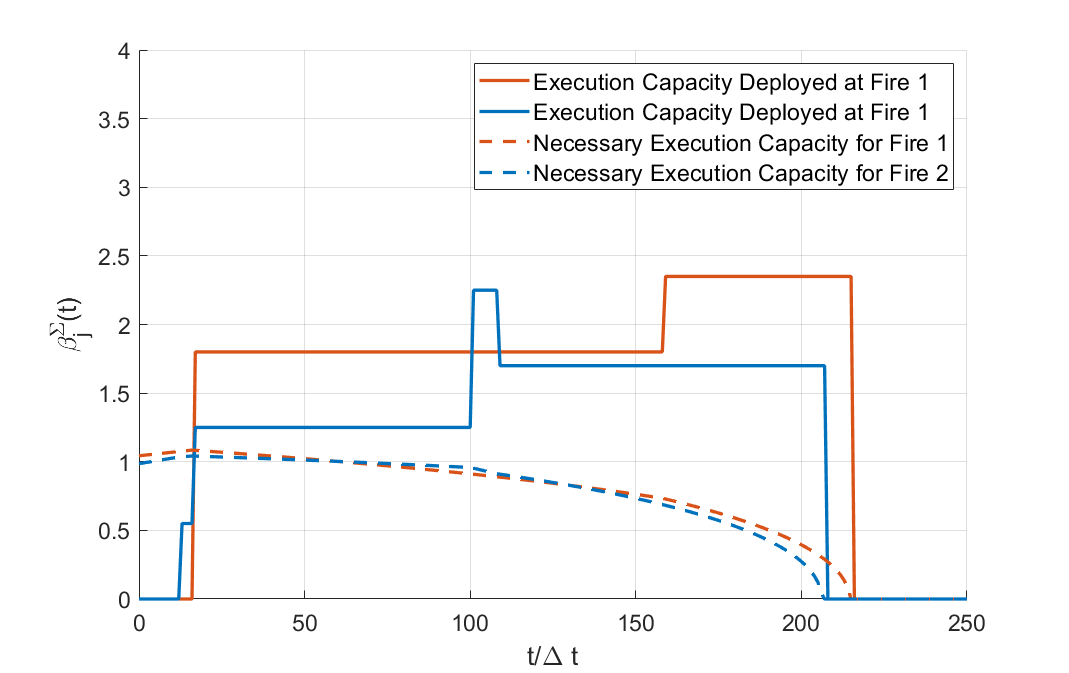 4
3.5
3
2.5
2
1.5
1
0.5
0
0 50 100 150 200 250
β_j^Σ(t)
t/Δ t
Execution Capacity Deployed at Fire 1
Execution Capacity Deployed at Fire 1
Necessary Execution Capacity for Fire 1
Necessary Execution Capacity for Fire 2